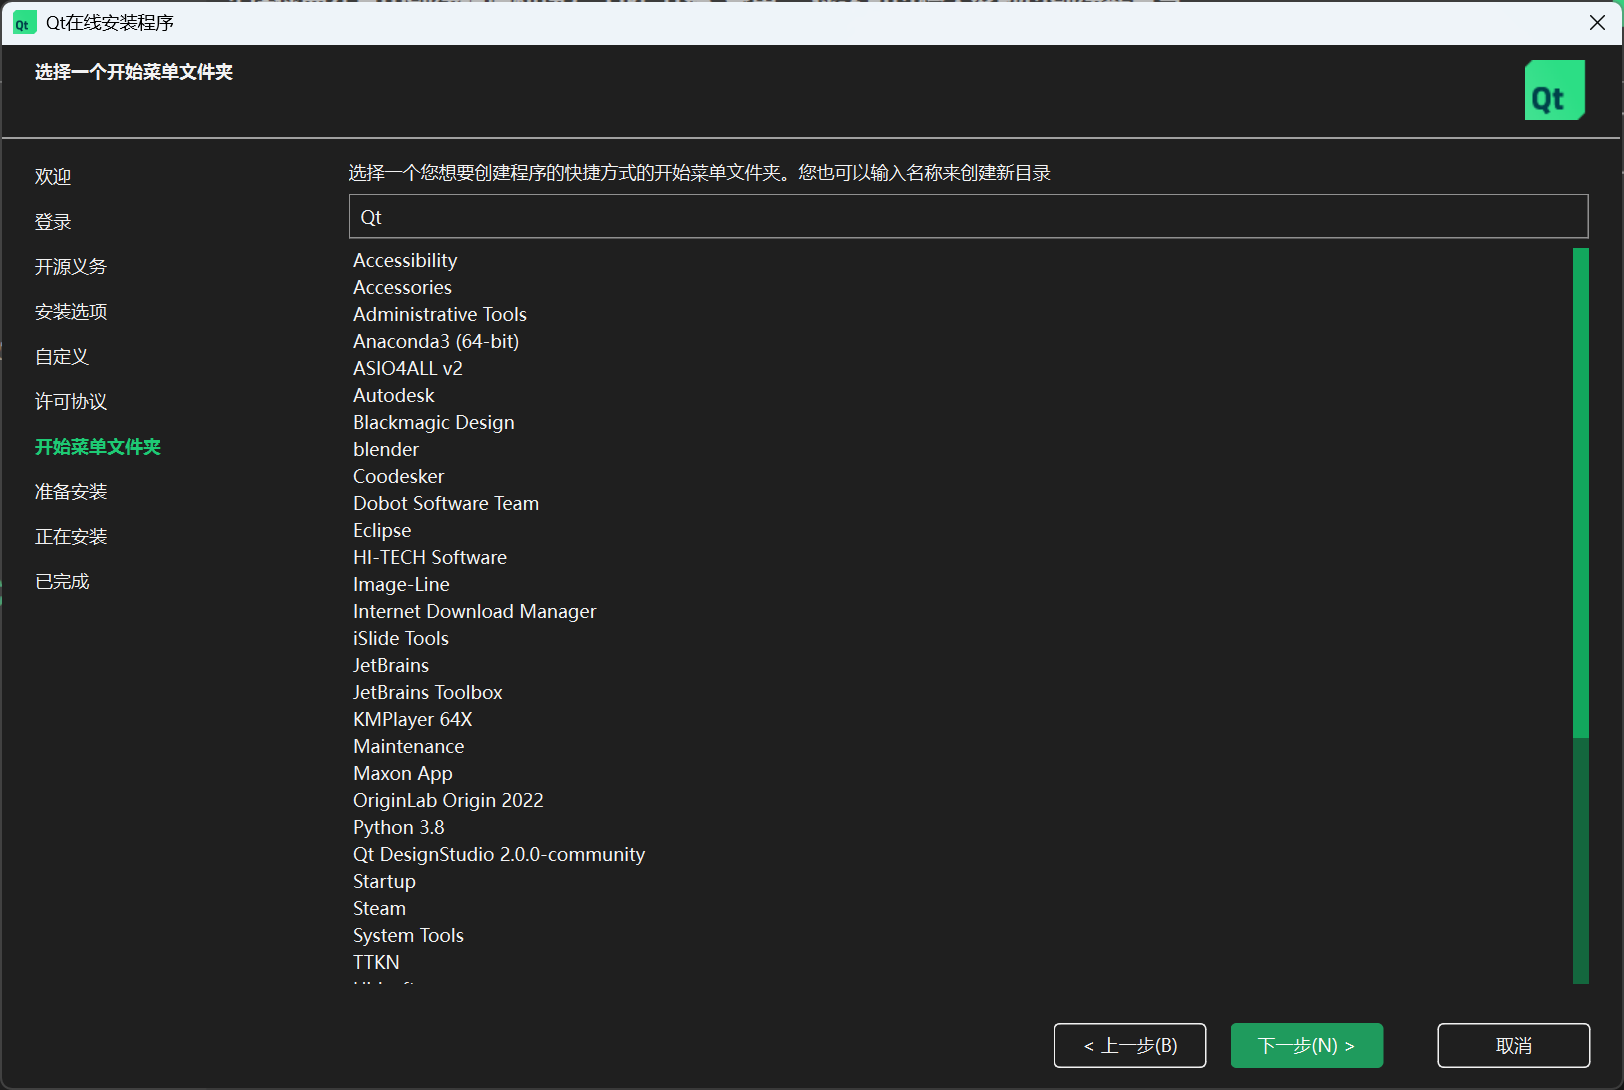 Qt在线安装程序
选择一个开始菜单文件夹
Qt
欢迎
登录
开源义务
安装选项
自定义
许可协议
开始菜单文件夹
准备安装
正在安装
已完成
选择一个您想要创建程序的快捷方式的开始菜单文件夹。您也可以输入名称来创建新目录
Qt
Accessibility
Accessories
Administrative Tools
Anaconda3 (64-bit)
ASIO4ALL v2
Autodesk
Blackmagic Design
blender
Coodesker
Dobot Software Team
Eclipse
HI-TECH Software
Image-Line
Internet Download Manager
iSlide Tools
JetBrains
JetBrains Toolbox
KMPlayer 64X
Maintenance
Maxon App
OriginLab Origin 2022
Python 3.8
Qt DesignStudio 2.0.0-community
Startup
Steam
System Tools
TTKN
< 上一步(B)
下一步(N) >
取消